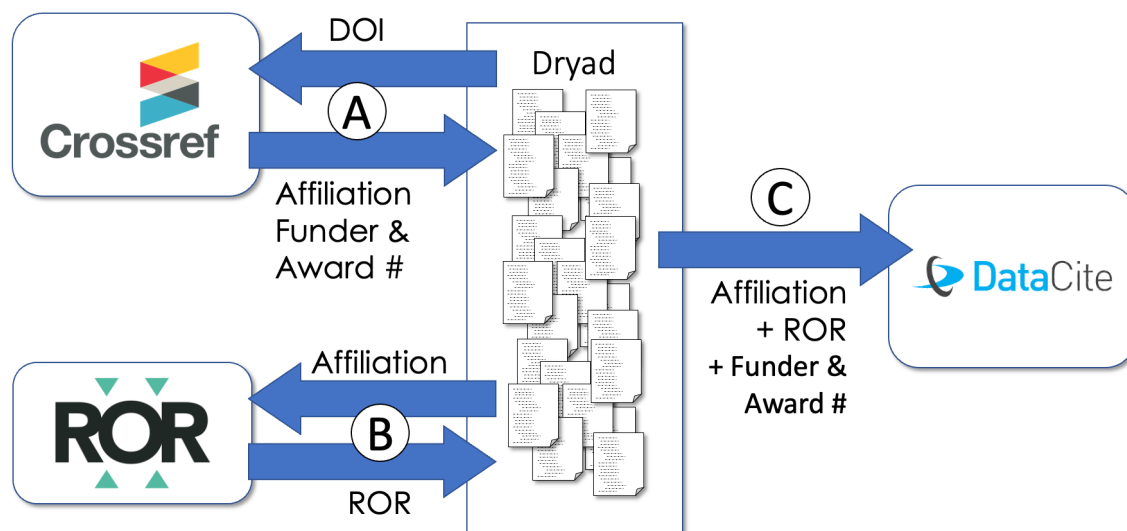 DOI
Crossref
A
Affiliation
Funder &
Award #
Dryad
Affiliation
ROR
B
ROR
C
Affiliation
+ ROR
+ Funder &
Award #
DataCite